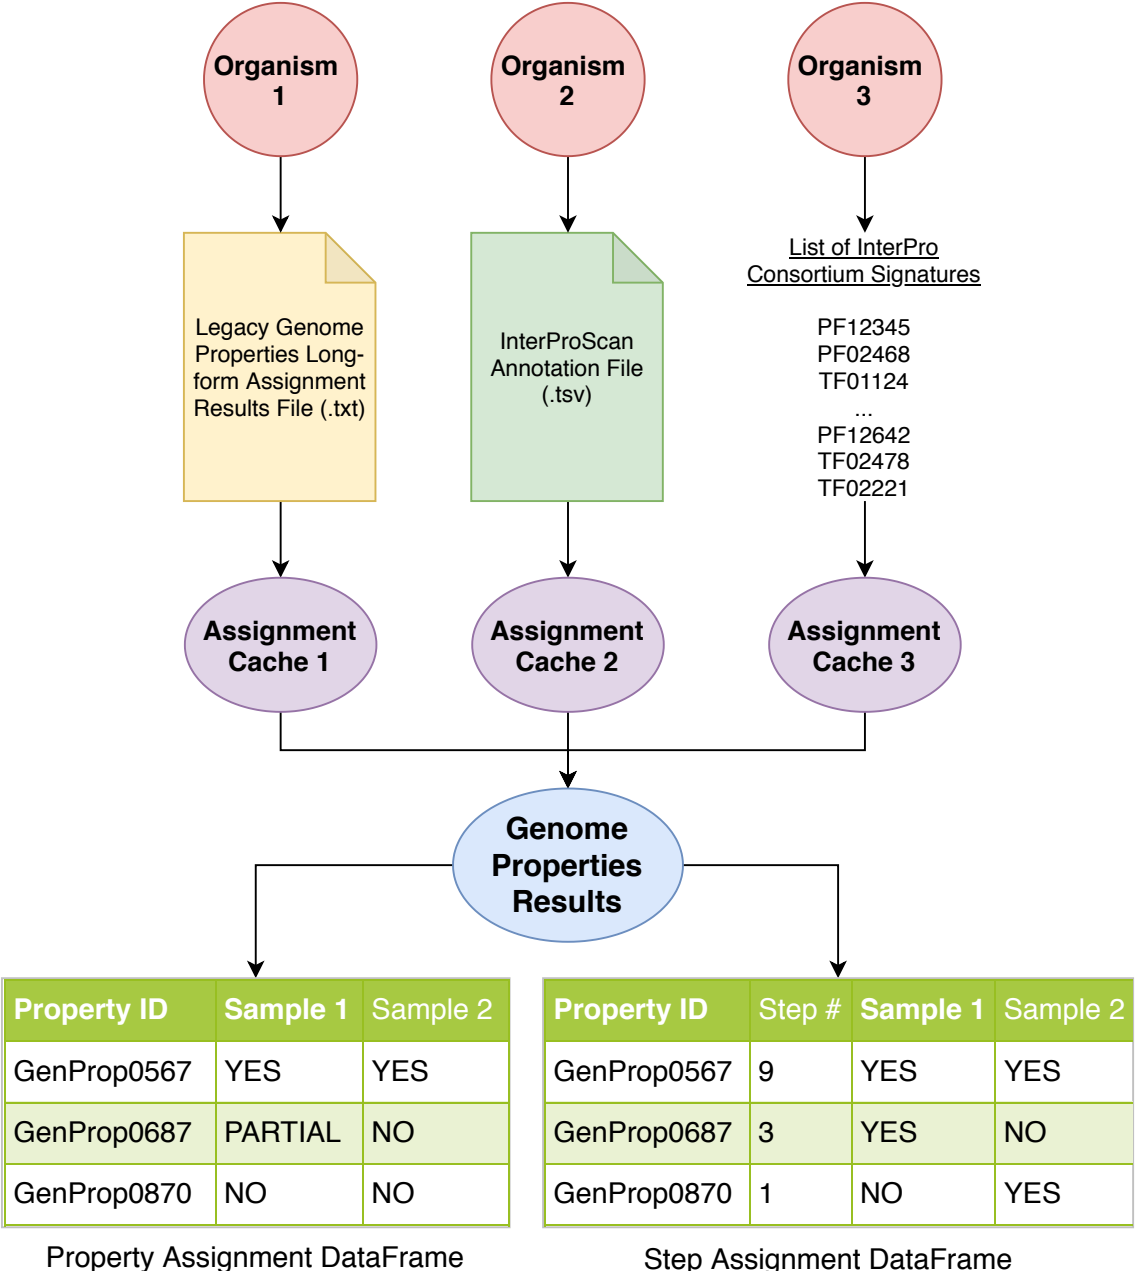 Organism
1
Organism
2
Organism
3
Legacy Genome
Properties Long-
form Assignment
Results File (.txt)
InterProScan
Annotation File
(.tsv)
List of InterPro
Consortium Signatures
PF12345
PF02468
TF01124
...
PF12642
TF02478
TF02221
Assignment
Cache 1
Assignment
Cache 2
Assignment
Cache 3
Genome
Properties
Results
Property ID Sample 1 Sample 2
GenProp0567 YES YES
GenProp0687 PARTIAL NO
GenProp0870 NO NO
Property Assignment DataFrame
Property ID Step # Sample 1 Sample 2
GenProp0567 9 YES YES
GenProp0687 3 YES NO
GenProp0870 1 NO YES
Step Assignment DataFrame